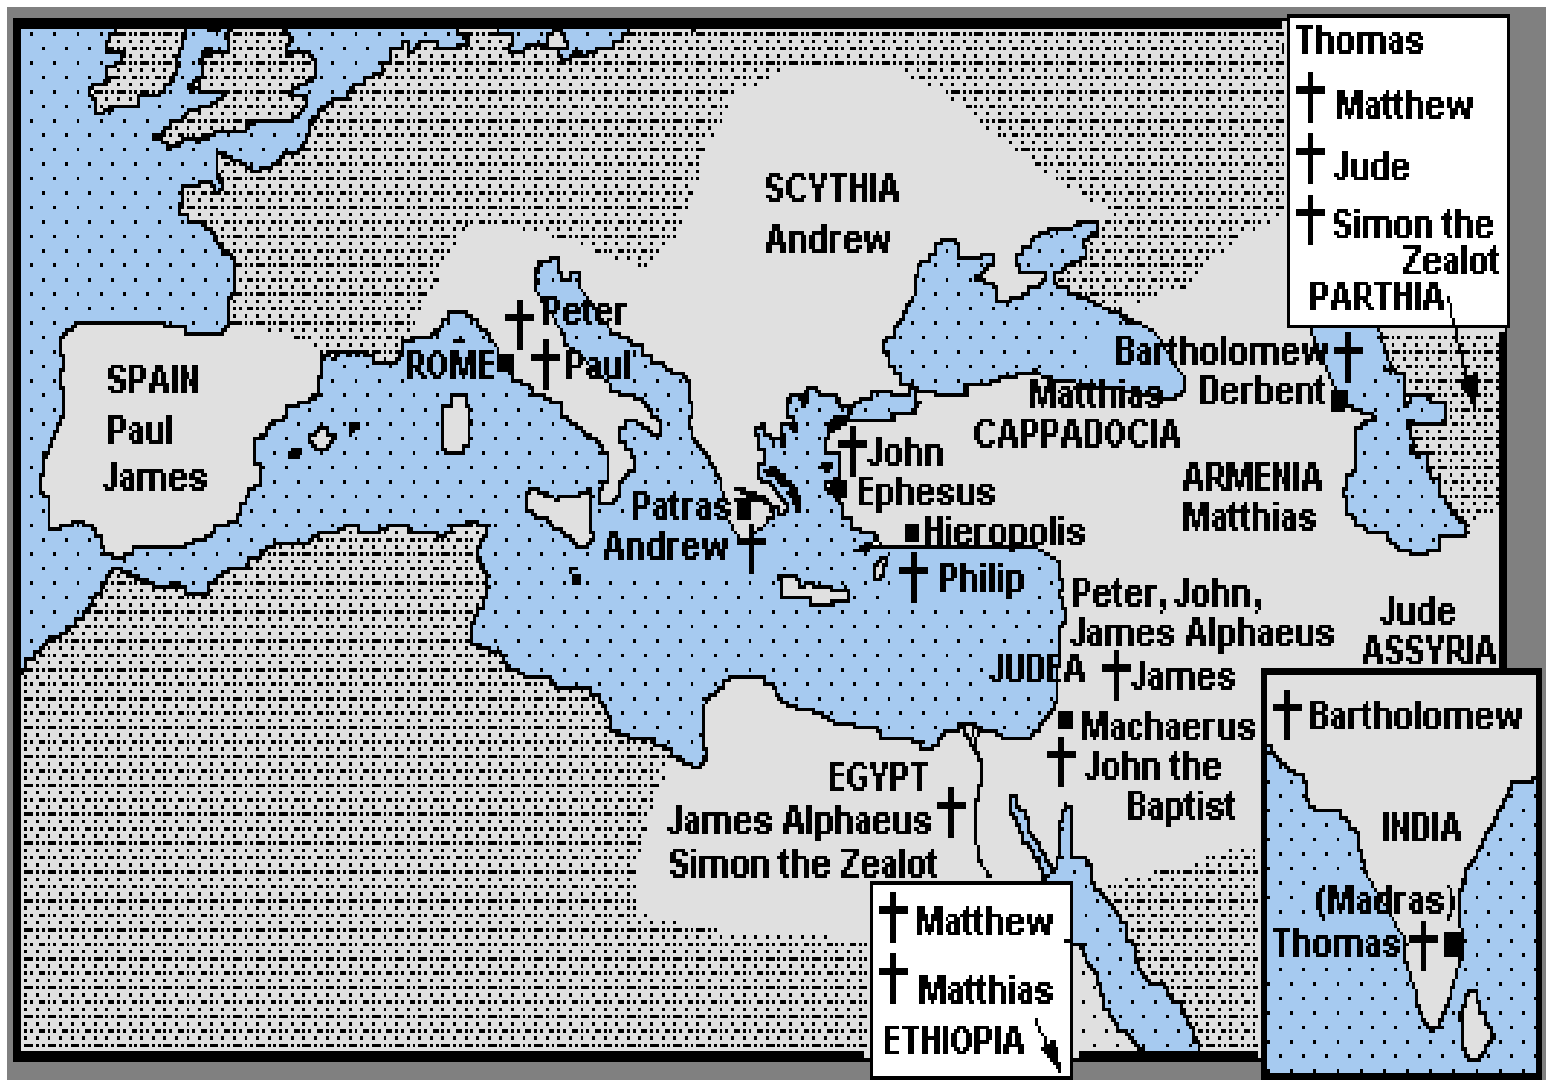 Thomas
Matthew
Jude
Simon the
Zealot
PARTHIA
SCYTHIA
Andrew
Peter
ROME
Paul
SPAIN
Paul
James
Bartholomew
Derbent
Matthias
CAPPADOCIA
John
Ephesus
ARMENIA
Matthias
Patras
Andrew
Hieropolis
Philip
Peter, John,
James Alphaeus
JUDEA
James
Jude
ASSYRIA
Machaerus
John the
Baptist
EGYPT
James Alphaeus
Simon the Zealot
Matthew
Matthias
ETHIOPIA
Bartholomew
INDIA
(Madras)
Thomas